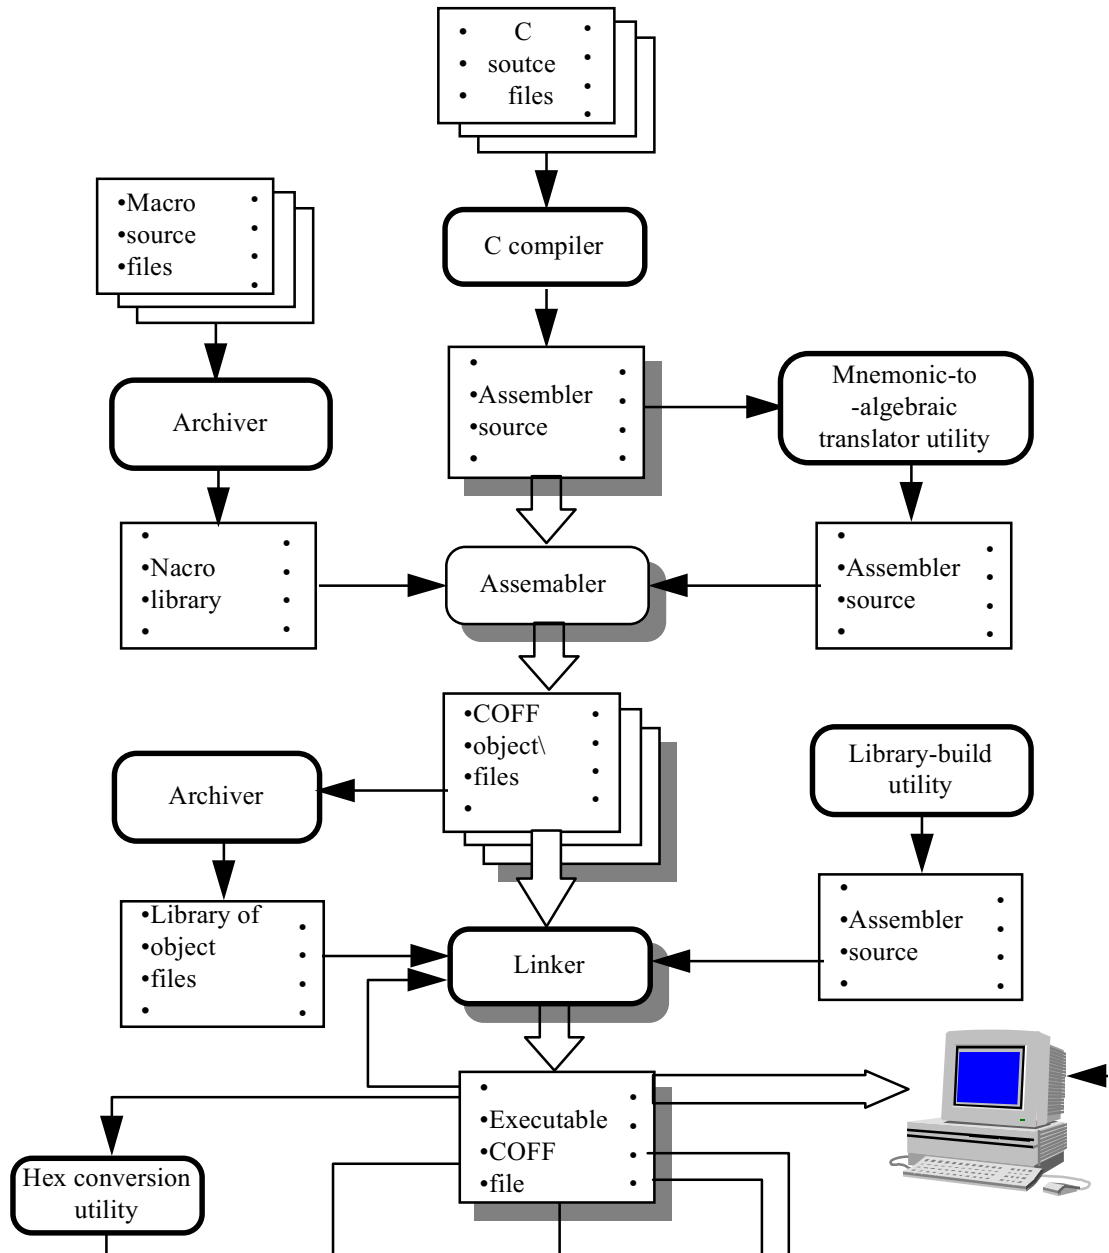 • C •
• soutce •
• files •
•
•Macro •
•source •
•files •
•
C compiler
•
•Assembler •
•source •
• •
•
Mnemonic-to
-algebraic
translator utility
Archiver
•
•Nacro •
•library •
• •
•
Assemabler
•
•Assembler •
•source •
• •
•COFF •
•object\ •
•files •
• •
Library-build
utility
Archiver
•Library of •
•object •
•files •
• •
Linker
•
•Assembler •
•source •
• •
•
• •
•Executable •
•COFF •
•file •
Hex conversion
utility